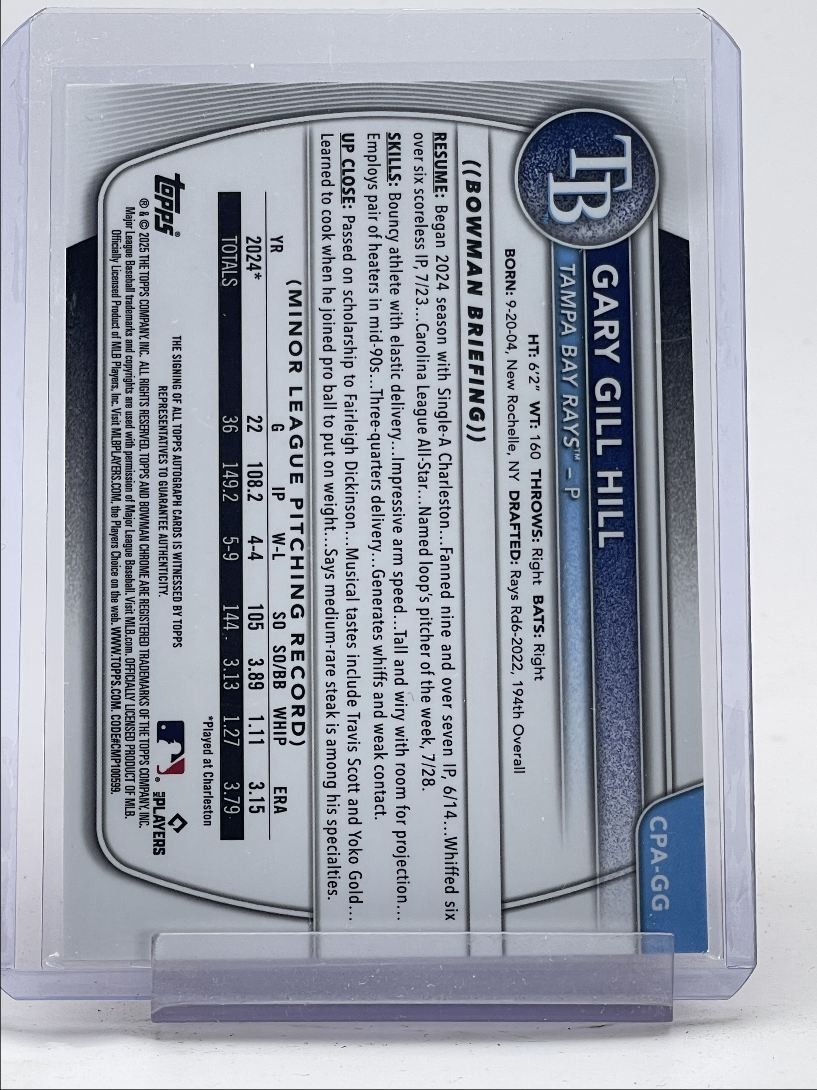 CPA-GG
TB
GARY GILL HILL
TAMPA BAY RAYS™ – P
HT: 6'2" WT: 160 THROWS: Right BATS: Right
BORN: 9-20-04, New Rochelle, NY DRAFTED: Rays Rd6-2022, 194th Overall
((BOWMAN BRIEFING))
RESUME: Began 2024 season with Single-A Charleston....Fanned nine and over seven IP, 6/14...Whiffed six
over six scoreless IP, 7/23...Carolina League All-Star...Named loop's pitcher of the week, 7/28.
SKILLS: Bouncy athlete with elastic delivery...Impressive arm speed...Tall and wiry with room for projection...
Employs pair of heaters in mid-90s...Three-quarters delivery...Generates whiffs and weak contact.
UP CLOSE: Passed on scholarship to Fairleigh Dickinson....Musical tastes include Travis Scott and Yoko Gold...
Learned to cook when he joined pro ball to put on weight...Says medium-rare steak is among his specialties.
(MINOR LEAGUE PITCHING RECORD)
YR G IP W-L SO SO/BB WHIP ERA
2024* 22 108.2 4-4 105 3.89 1.11 3.15
TOTALS 36 149.2 5-9 144 3.13 1.27 3.79
*Played at Charleston
topps®
THE SIGNING OF ALL TOPPS AUTOGRAPH CARDS IS WITNESSED BY TOPPS
REPRESENTATIVES TO GUARANTEE AUTHENTICITY.
MLB PLAYERS
® & © 2025 THE TOPPS COMPANY, INC. ALL RIGHTS RESERVED. TOPPS AND BOWMAN CHROME ARE REGISTERED TRADEMARKS OF THE TOPPS COMPANY, INC.
Major League Baseball trademarks and copyrights are used with permission of Major League Baseball. Visit MLB.com. OFFICIALLY LICENSED PRODUCT OF MLB.
Officially Licensed Product of MLB Players, Inc. Visit MLBPLAYERS.COM, the Players Choice on the web. WWW.TOPPS.COM. CODE#CMP100599.